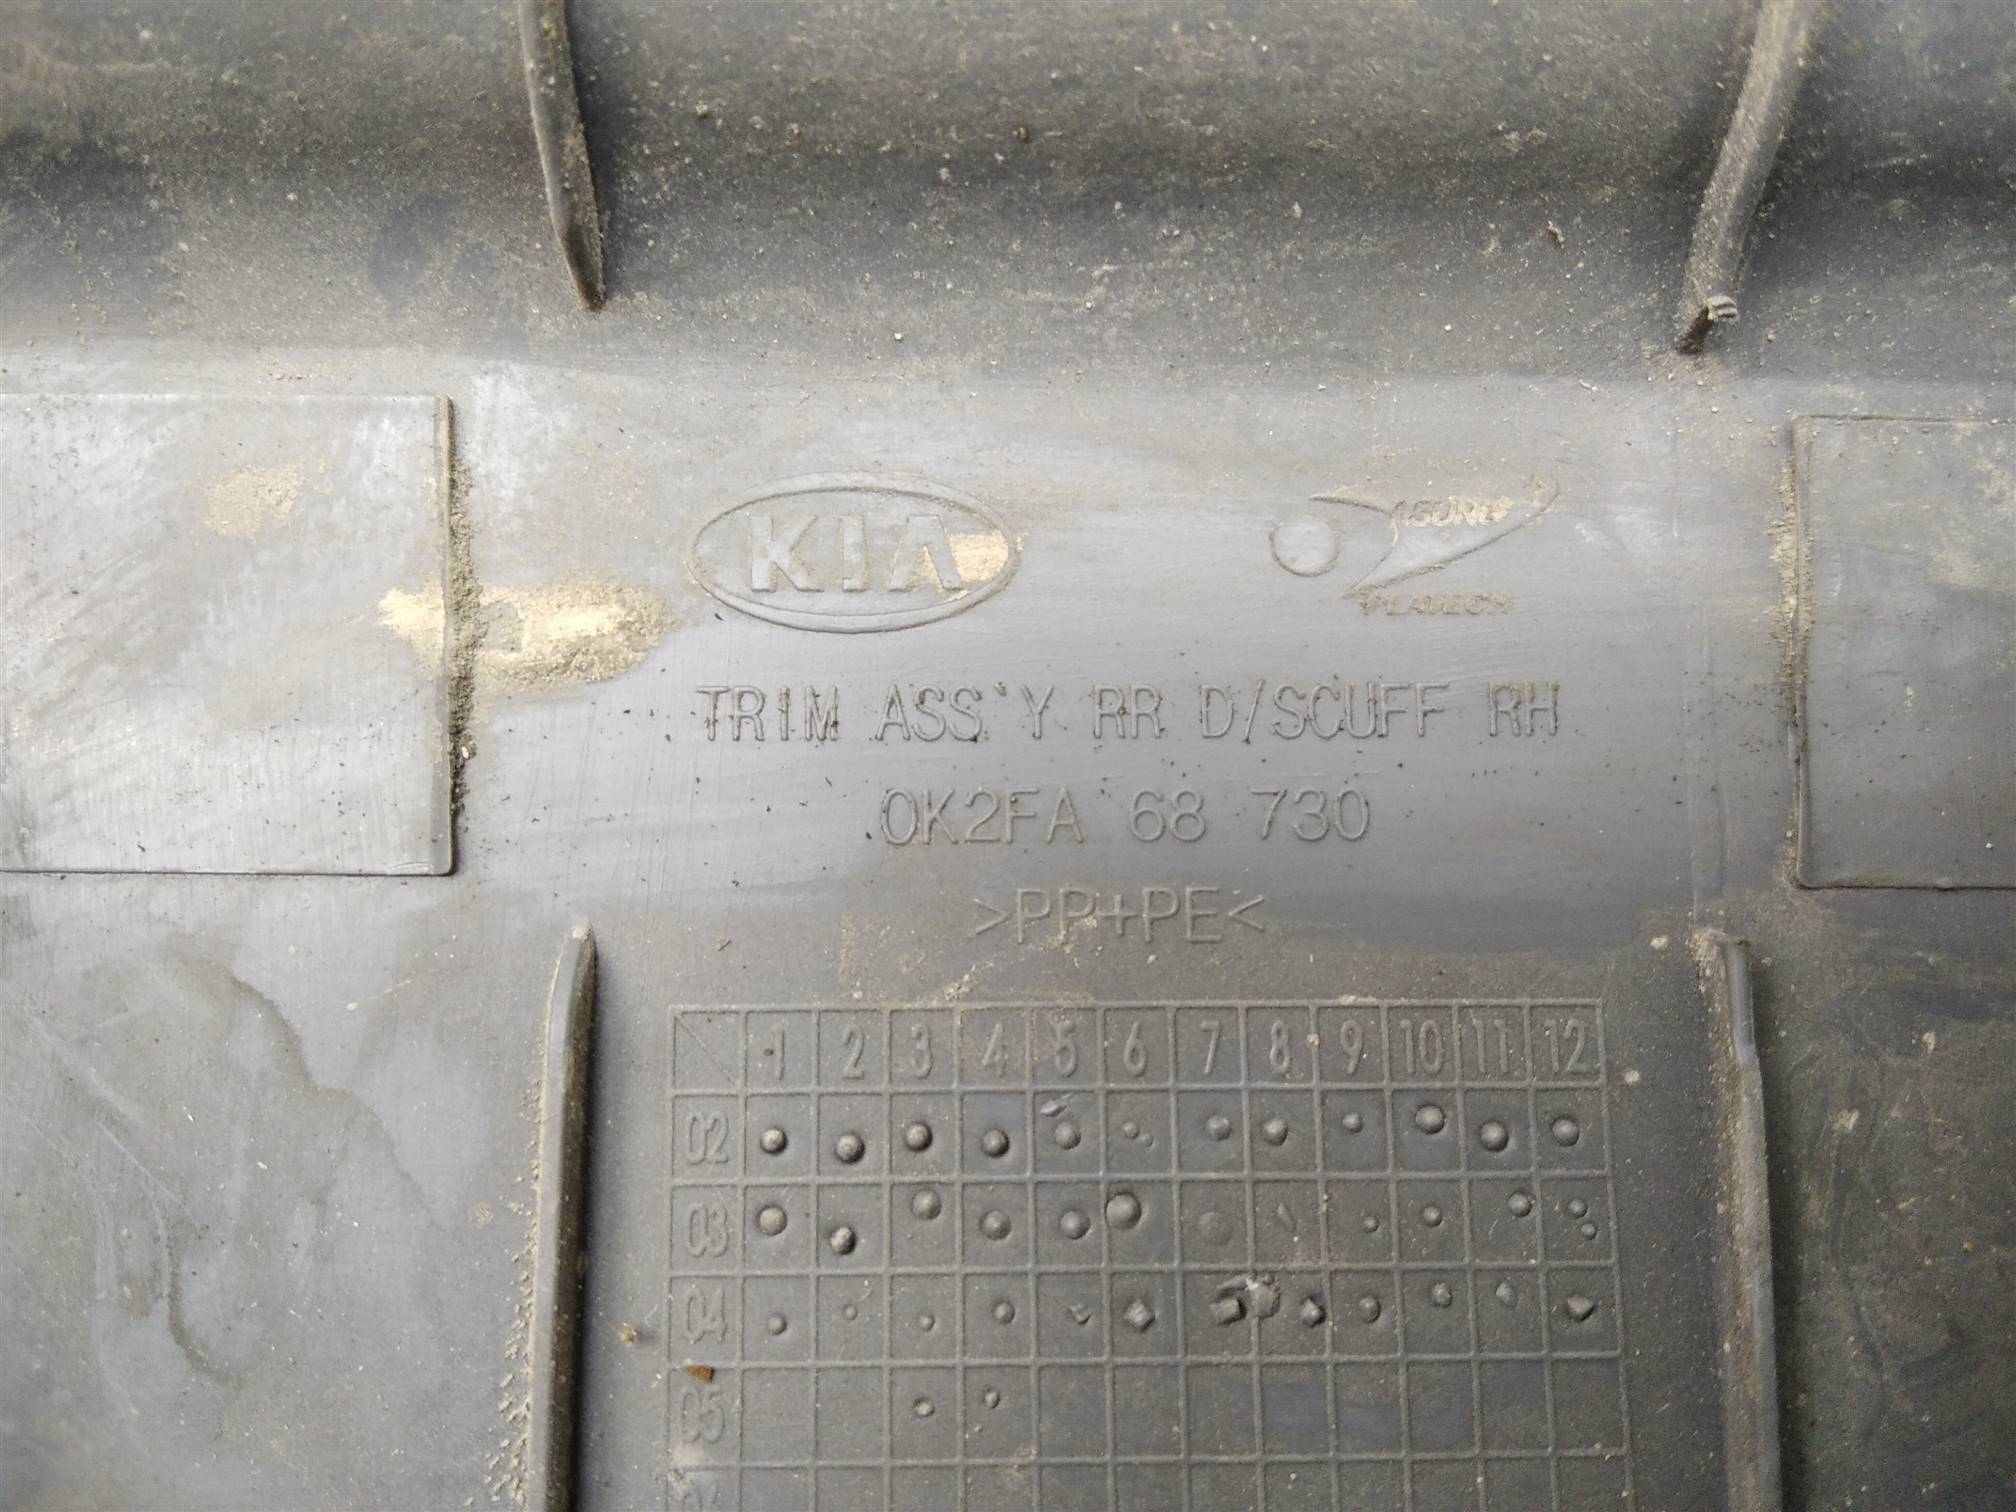 KIA
TRIM ASS'Y RR D/SCUFF RH
0K2FA 68 730
>PP+PE<
1 2 3 4 5 6 7 8 9 10 11 12
02
03
04
05